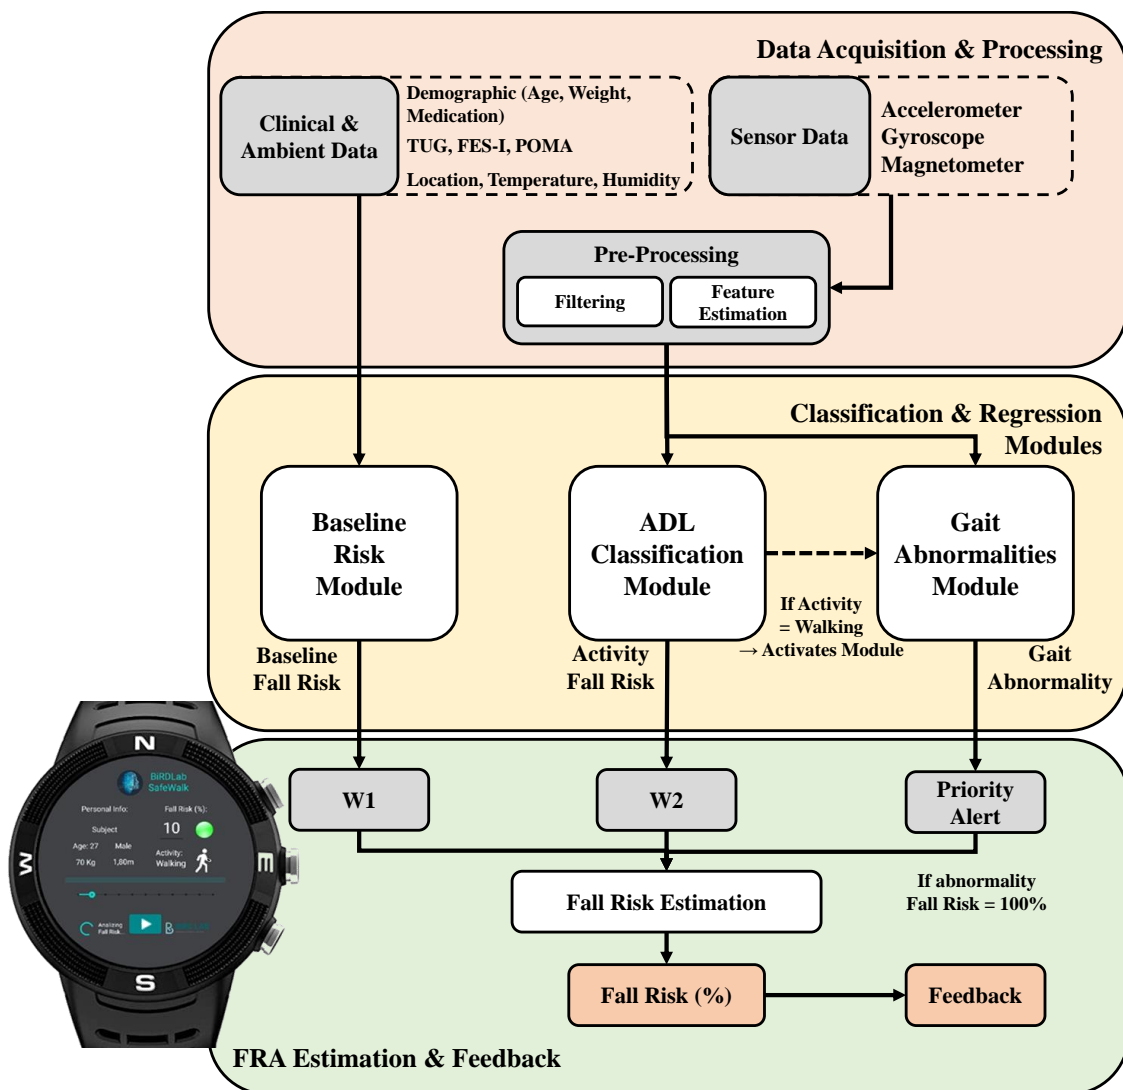 Data Acquisition & Processing
Clinical &
Ambient Data
Demographic (Age, Weight,
Medication)
TUG, FES-I, POMA
Location, Temperature, Humidity
Sensor Data
Accelerometer
Gyroscope
Magnetometer
Pre-Processing
Filtering
Feature
Estimation
Classification & Regression
Modules
Baseline
Risk
Module
ADL
Classification
Module
Gait
Abnormalities
Module
If Activity
= Walking
→ Activates Module
Baseline
Fall Risk
Activity
Fall Risk
Gait
Abnormality
W1
W2
Priority
Alert
Fall Risk Estimation
If abnormality
Fall Risk = 100%
Fall Risk (%)
Feedback
FRA Estimation & Feedback
N
E
S
W
BiRDLab
SafeWalk
Personal Info:
Fall Risk (%):
Subject
10
Age: 27
Male
Activity:
Walking
70 Kg
1,80m
Analizing
Fall Risk...